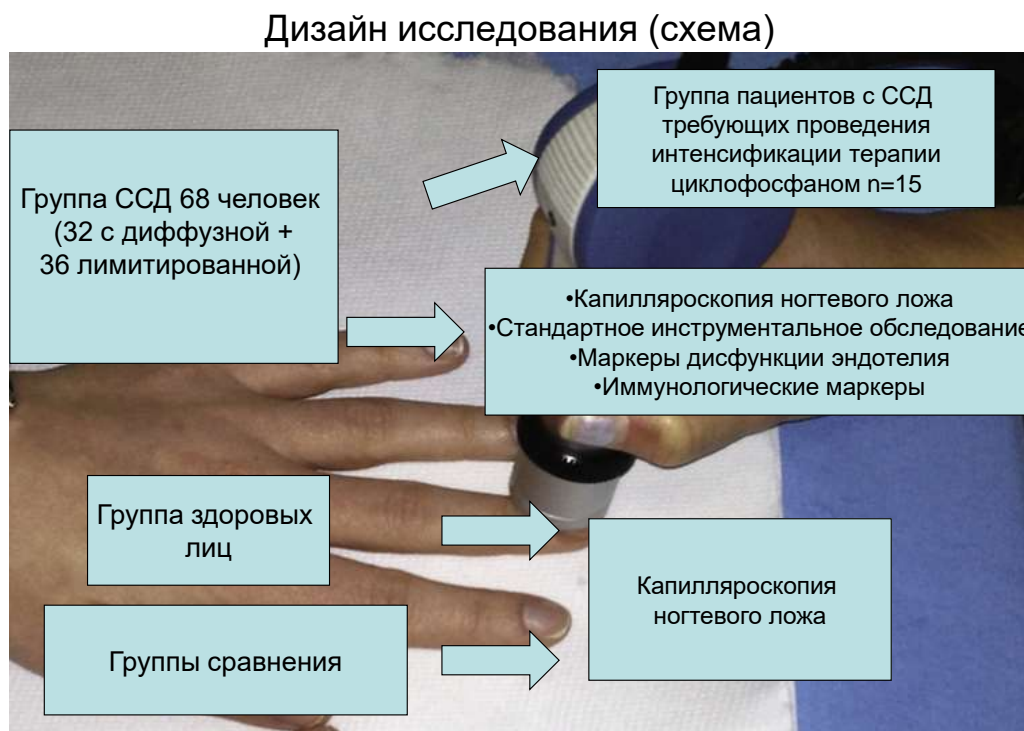 Дизайн исследования (схема)
Группа ССД 68 человек
(32 с диффузной +
36 лимитированной)
Группа пациентов с ССД
требующих проведения
интенсификации терапии
циклофосфаном n=15
•Капилляроскопия ногтевого ложа
•Стандартное инструментальное обследование
•Маркеры дисфункции эндотелия
•Иммунологические маркеры
Группа здоровых
лиц
Группы сравнения
Капилляроскопия
ногтевого ложа